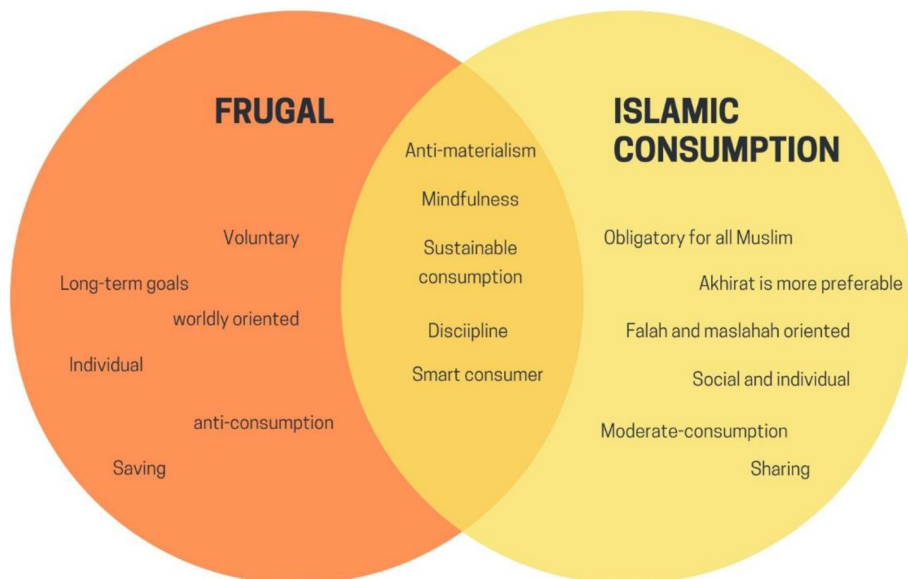 FRUGAL
Voluntary
Long-term goals
worldly oriented
Individual
anti-consumption
Saving
Anti-materialism
Mindfulness
Sustainable
consumption
Disciipline
Smart consumer
ISLAMIC
CONSUMPTION
Obligatory for all Muslim
Akhirat is more preferable
Falah and maslahah oriented
Social and individual
Moderate-consumption
Sharing